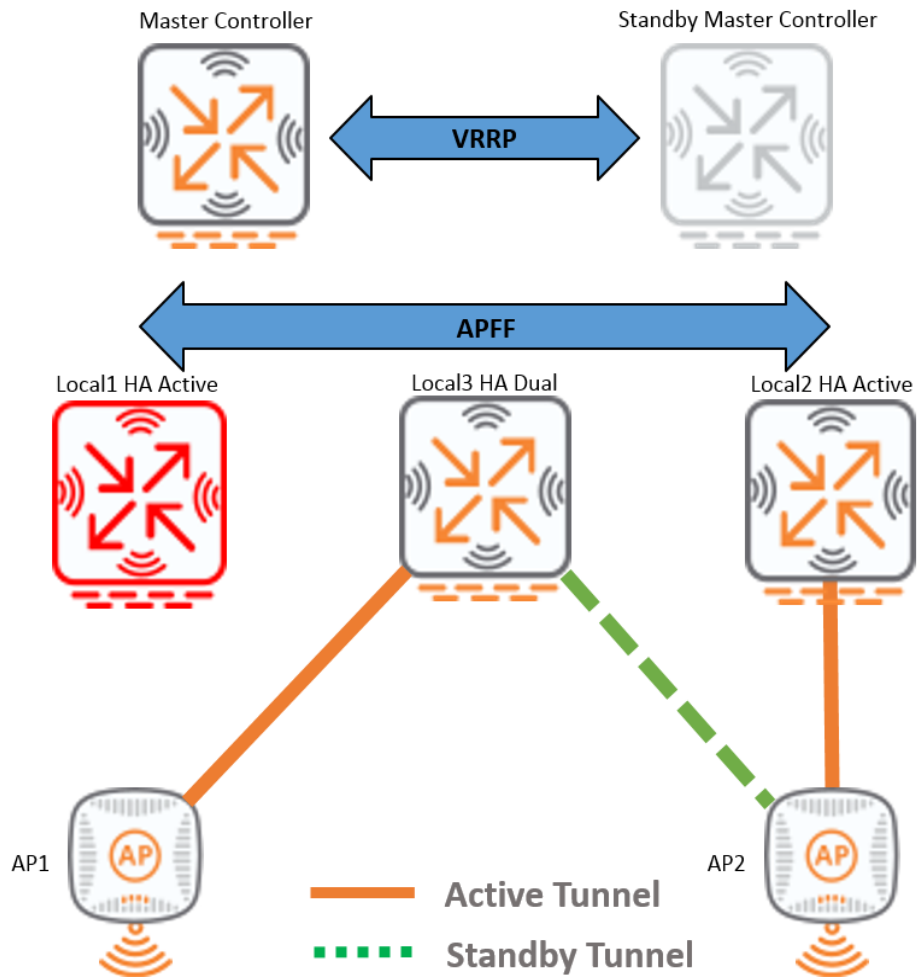 Master Controller
Standby Master Controller
VRRP
APFF
Local1 HA Active
Local3 HA Dual
Local2 HA Active
AP1
AP
AP2
AP
Active Tunnel
Standby Tunnel